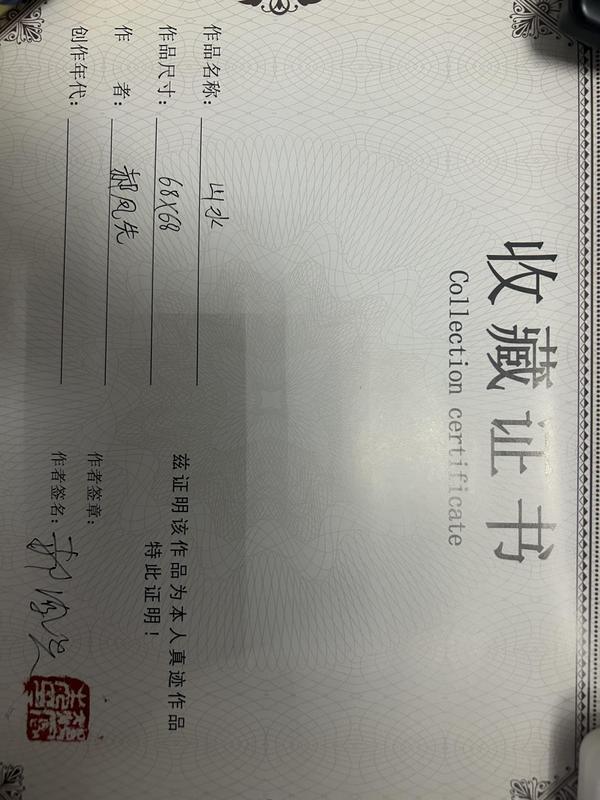 收藏证书
Collection certificate
作品名称：山水
作品尺寸：68X68
作 者：郝风先
创作年代：
兹证明该作品为本人真迹作品
特此证明！
作者签章：
作者签名：